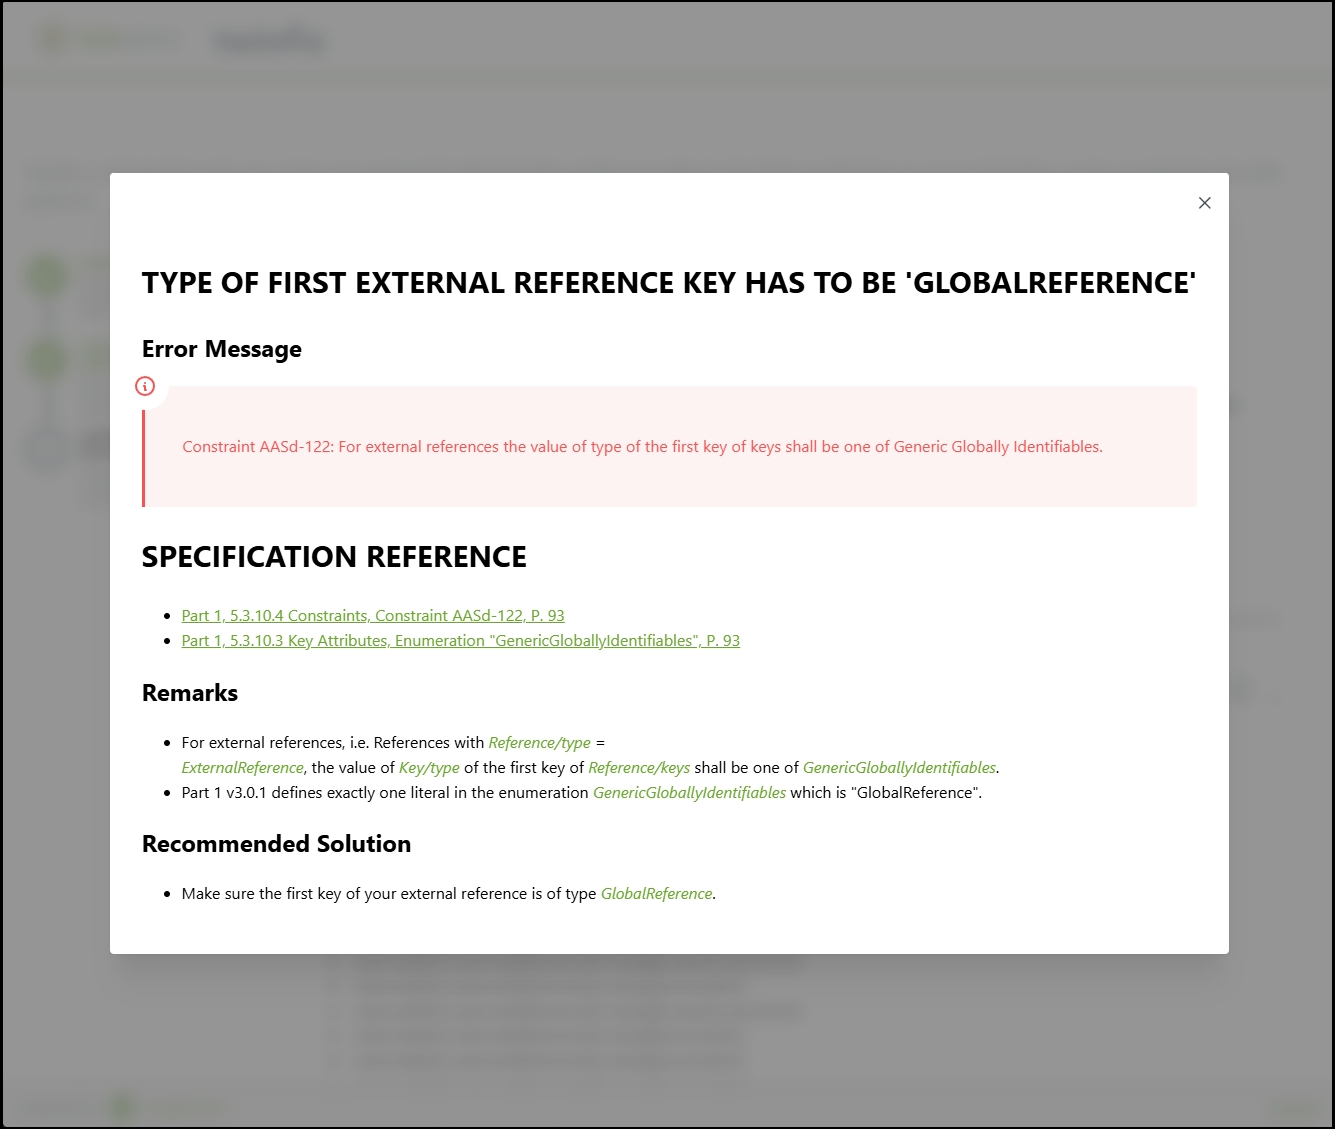 TYPE OF FIRST EXTERNAL REFERENCE KEY HAS TO BE 'GLOBALREFERENCE'
Error Message
Constraint AASd-122: For external references the value of type of the first key of keys shall be one of Generic Globally Identifiables.
SPECIFICATION REFERENCE
Part 1, 5.3.10.4 Constraints, Constraint AASd-122, P. 93
Part 1, 5.3.10.3 Key Attributes, Enumeration "GenericGloballyIdentifiables", P. 93
Remarks
For external references, i.e. References with Reference/type =
ExternalReference, the value of Key/type of the first key of Reference/keys shall be one of GenericGloballyIdentifiables.
Part 1 v3.0.1 defines exactly one literal in the enumeration GenericGloballyIdentifiables which is "GlobalReference".
Recommended Solution
Make sure the first key of your external reference is of type GlobalReference.